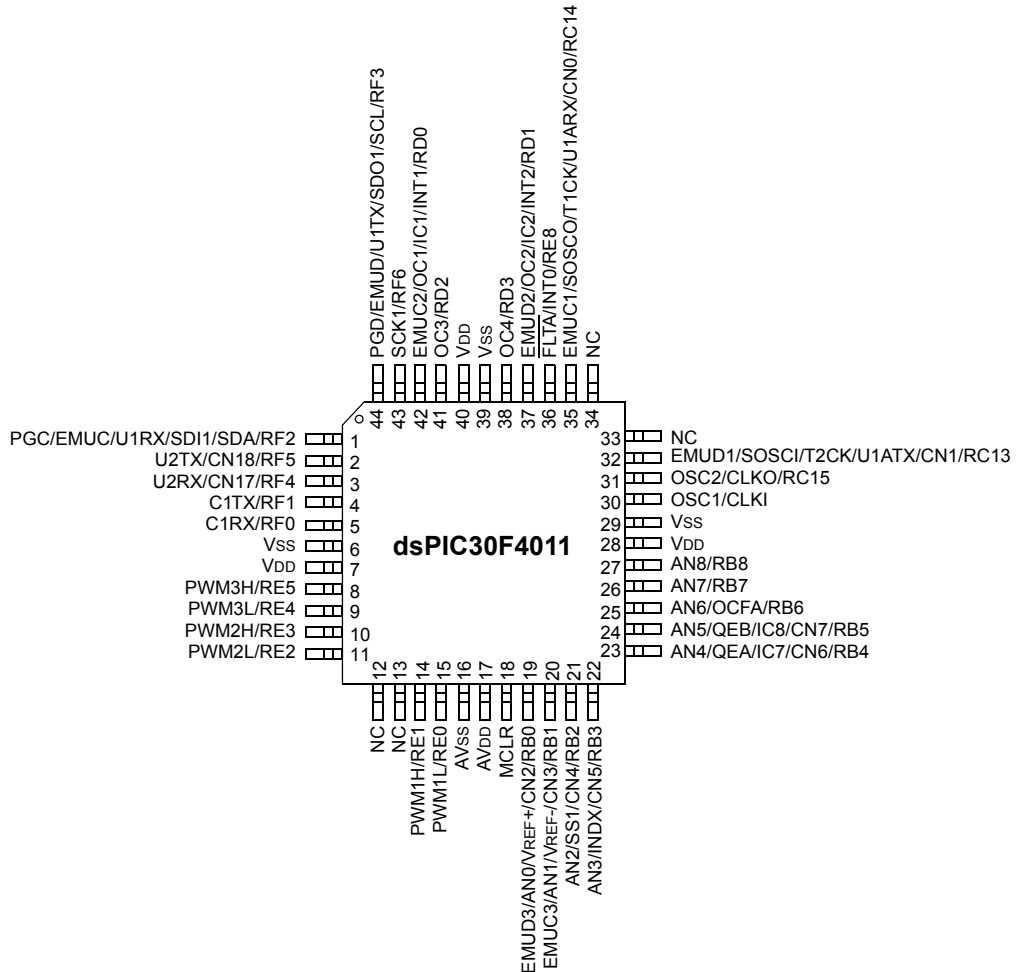 PGD/EMUD/U1TX/SDO1/SCL/RF3
SCK1/RF6
EMUC2/OC1/IC1/INT1/RD0
OC3/RD2
VDD
VSS
OC4/RD3
EMUD2/OC2/IC2/INT2/RD1
FLTA/INT0/RE8
EMUC1/SOSCO/T1CK/U1ARX/CN0/RC14
NC
44
43
42
41
40
39
38
37
36
35
34
PGC/EMUC/U1RX/SDI1/SDA/RF2 1
U2TX/CN18/RF5 2
U2RX/CN17/RF4 3
C1TX/RF1 4
C1RX/RF0 5
VSS 6
VDD 7
PWM3H/RE5 8
PWM3L/RE4 9
PWM2H/RE3 10
PWM2L/RE2 11
dsPIC30F4011
33 NC
32 EMUD1/SOSCI/T2CK/U1ATX/CN1/RC13
31 OSC2/CLKO/RC15
30 OSC1/CLKI
29 VSS
28 VDD
27 AN8/RB8
26 AN7/RB7
25 AN6/OCFA/RB6
24 AN5/QEB/IC8/CN7/RB5
23 AN4/QEA/IC7/CN6/RB4
12
13
14
15
16
17
18
19
20
21
22
NC
NC
PWM1H/RE1
PWM1L/RE0
AVSS
AVDD
MCLR
EMUD3/AN0/VREF+/CN2/RB0
EMUC3/AN1/VREF-/CN3/RB1
AN2/SS1/CN4/RB2
AN3/INDX/CN5/RB3